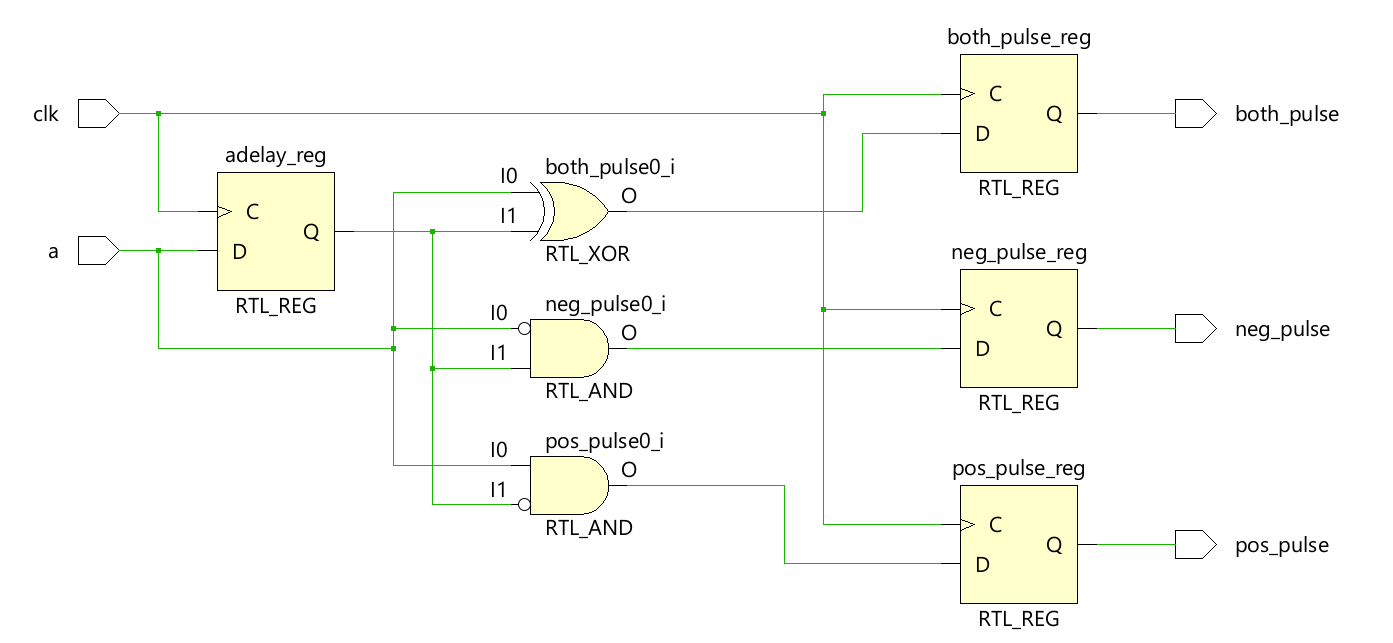 both_pulse_reg
clk
C
Q
D
both_pulse
RTL_REG
adelay_reg
a
C
Q
D
RTL_REG
both_pulse0_i
I0
O
I1
RTL_XOR
neg_pulse0_i
I0
O
I1
RTL_AND
neg_pulse_reg
C
Q
D
neg_pulse
RTL_REG
pos_pulse0_i
I0
O
I1
RTL_AND
pos_pulse_reg
C
Q
D
pos_pulse
RTL_REG